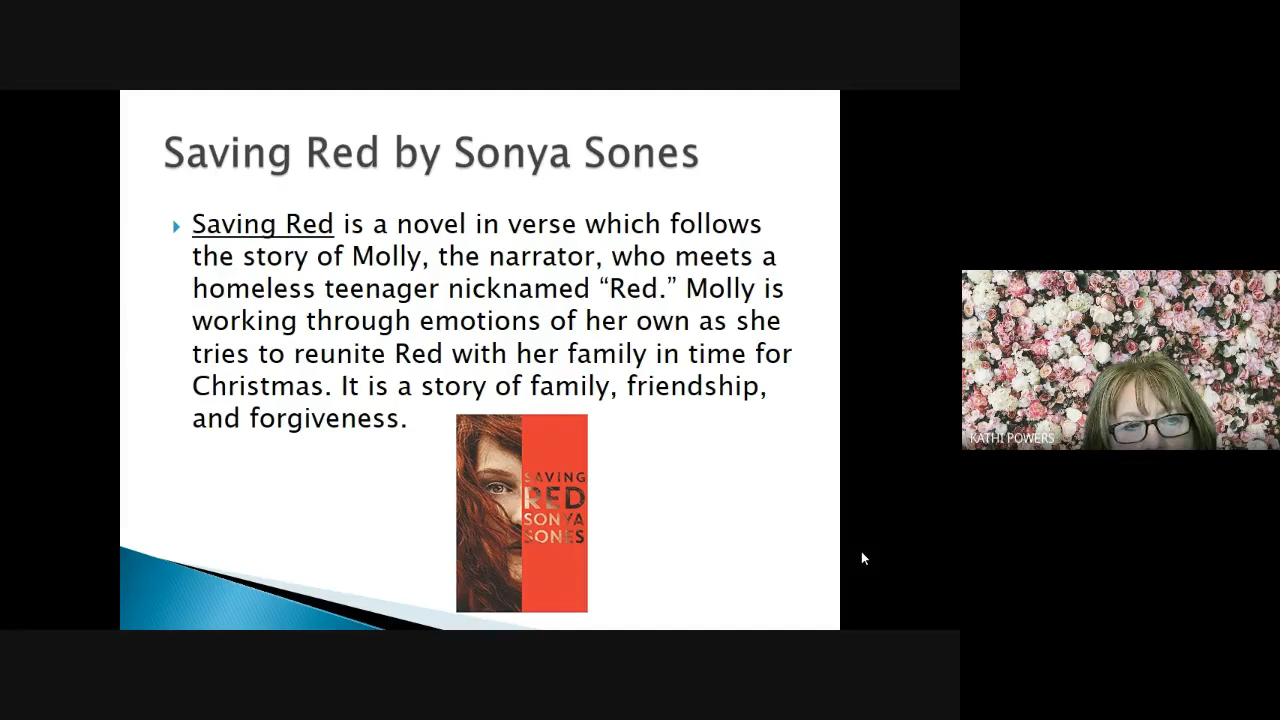 Saving Red by Sonya Sones
Saving Red is a novel in verse which follows
the story of Molly, the narrator, who meets a
homeless teenager nicknamed “Red.” Molly is
working through emotions of her own as she
tries to reunite Red with her family in time for
Christmas. It is a story of family, friendship,
and forgiveness.
SAVING
RED
SONYA
SONES
KATHI POWERS